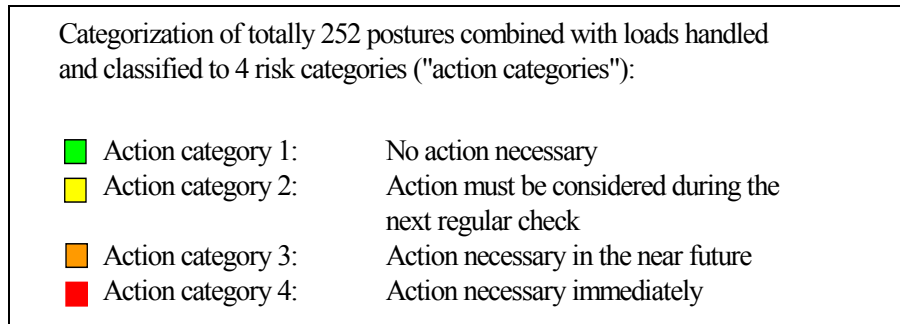 Categorization of totally 252 postures combined with loads handled
and classified to 4 risk categories ("action categories"):
Action category 1: No action necessary
Action category 2: Action must be considered during the
next regular check
Action category 3: Action necessary in the near future
Action category 4: Action necessary immediately